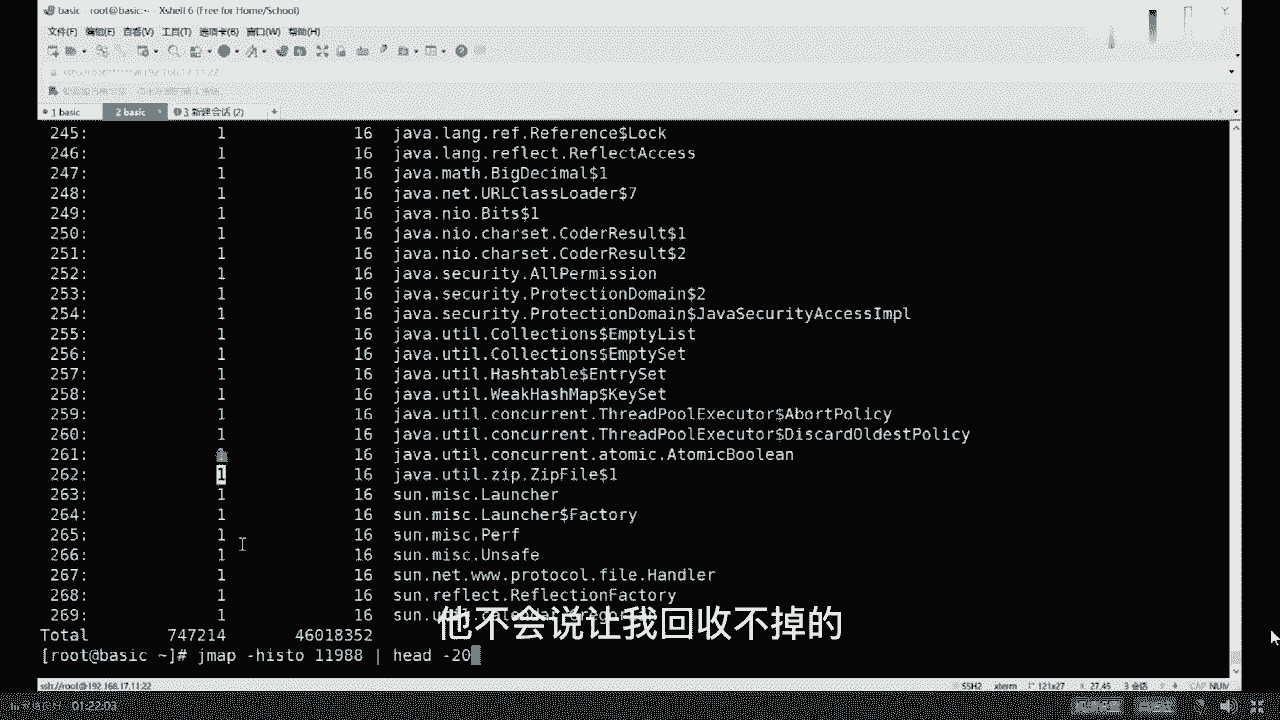 basic - root@basic:~ - Xshell 6 (Free for Home/School)
文件(F) 编辑(E) 查看(V) 工具(T) 选项卡(B) 窗口(W) 帮助(H)
1 basic
2 basic
3 新建会话 (2)
245: 1 16 java.lang.ref.Reference$Lock
246: 1 16 java.lang.reflect.ReflectAccess
247: 1 16 java.math.BigDecimal$1
248: 1 16 java.net.URLClassLoader$7
249: 1 16 java.nio.Bits$1
250: 1 16 java.nio.charset.CoderResult$1
251: 1 16 java.nio.charset.CoderResult$2
252: 1 16 java.security.AllPermission
253: 1 16 java.security.ProtectionDomain$2
254: 1 16 java.security.ProtectionDomain$JavaSecurityAccessImpl
255: 1 16 java.util.Collections$EmptyList
256: 1 16 java.util.Collections$EmptySet
257: 1 16 java.util.Hashtable$EntrySet
258: 1 16 java.util.WeakHashMap$KeySet
259: 1 16 java.util.concurrent.ThreadPoolExecutor$AbortPolicy
260: 1 16 java.util.concurrent.ThreadPoolExecutor$DiscardOldestPolicy
261: 1 16 java.util.concurrent.atomic.AtomicBoolean
262: 1 16 java.util.zip.ZipFile$1
263: 1 16 sun.misc.Launcher
264: 1 16 sun.misc.Launcher$Factory
265: 1 16 sun.misc.Perf
266: 1 16 sun.misc.Unsafe
267: 1 16 sun.net.www.protocol.file.Handler
268: 1 16 sun.reflect.ReflectionFactory
269: 1 16
他不会说让我回收不掉的
Total 747214 46018352
[root@basic ~]# jmap -histo 11988 | head -20
ssh://root@192.168.17.11:22 SSH2 xterm 121x27 27,45 3 会话 CAP NUM
01:22:03